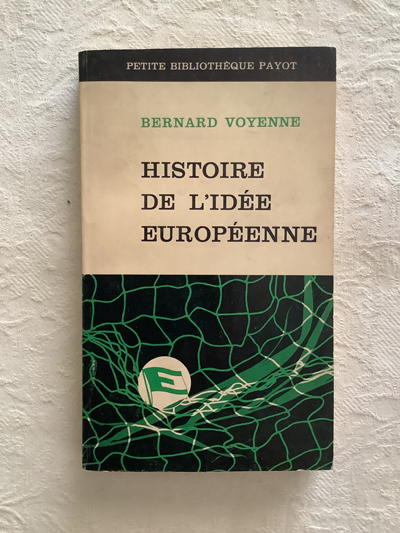 PETITE BIBLIOTHÈQUE PAYOT
BERNARD VOYENNE
HISTOIRE
DE L'IDÉE
EUROPÉENNE
E